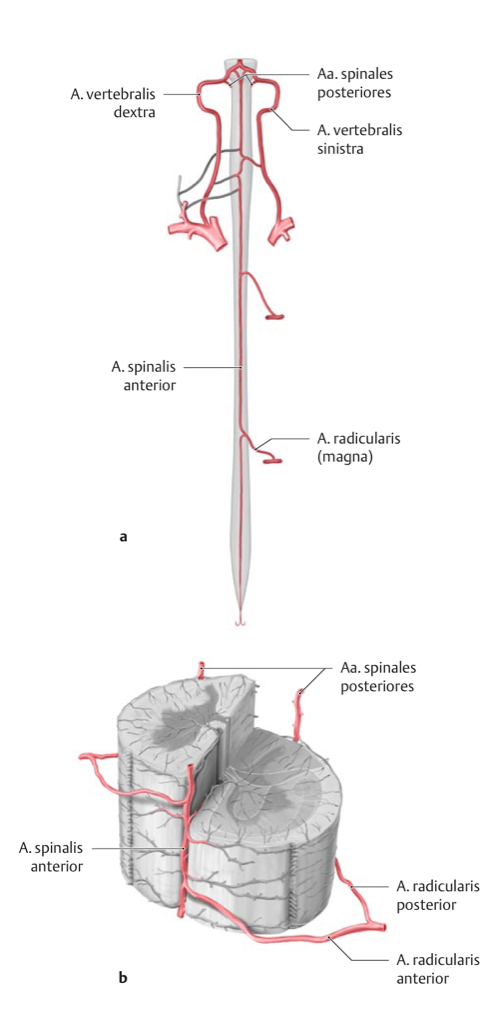 Aa. spinales
posteriores
A. vertebralis
dextra
A. vertebralis
sinistra
A. spinalis
anterior
A. radicularis
(magna)
a
Aa. spinales
posteriores
A. spinalis
anterior
A. radicularis
posterior
A. radicularis
anterior
b